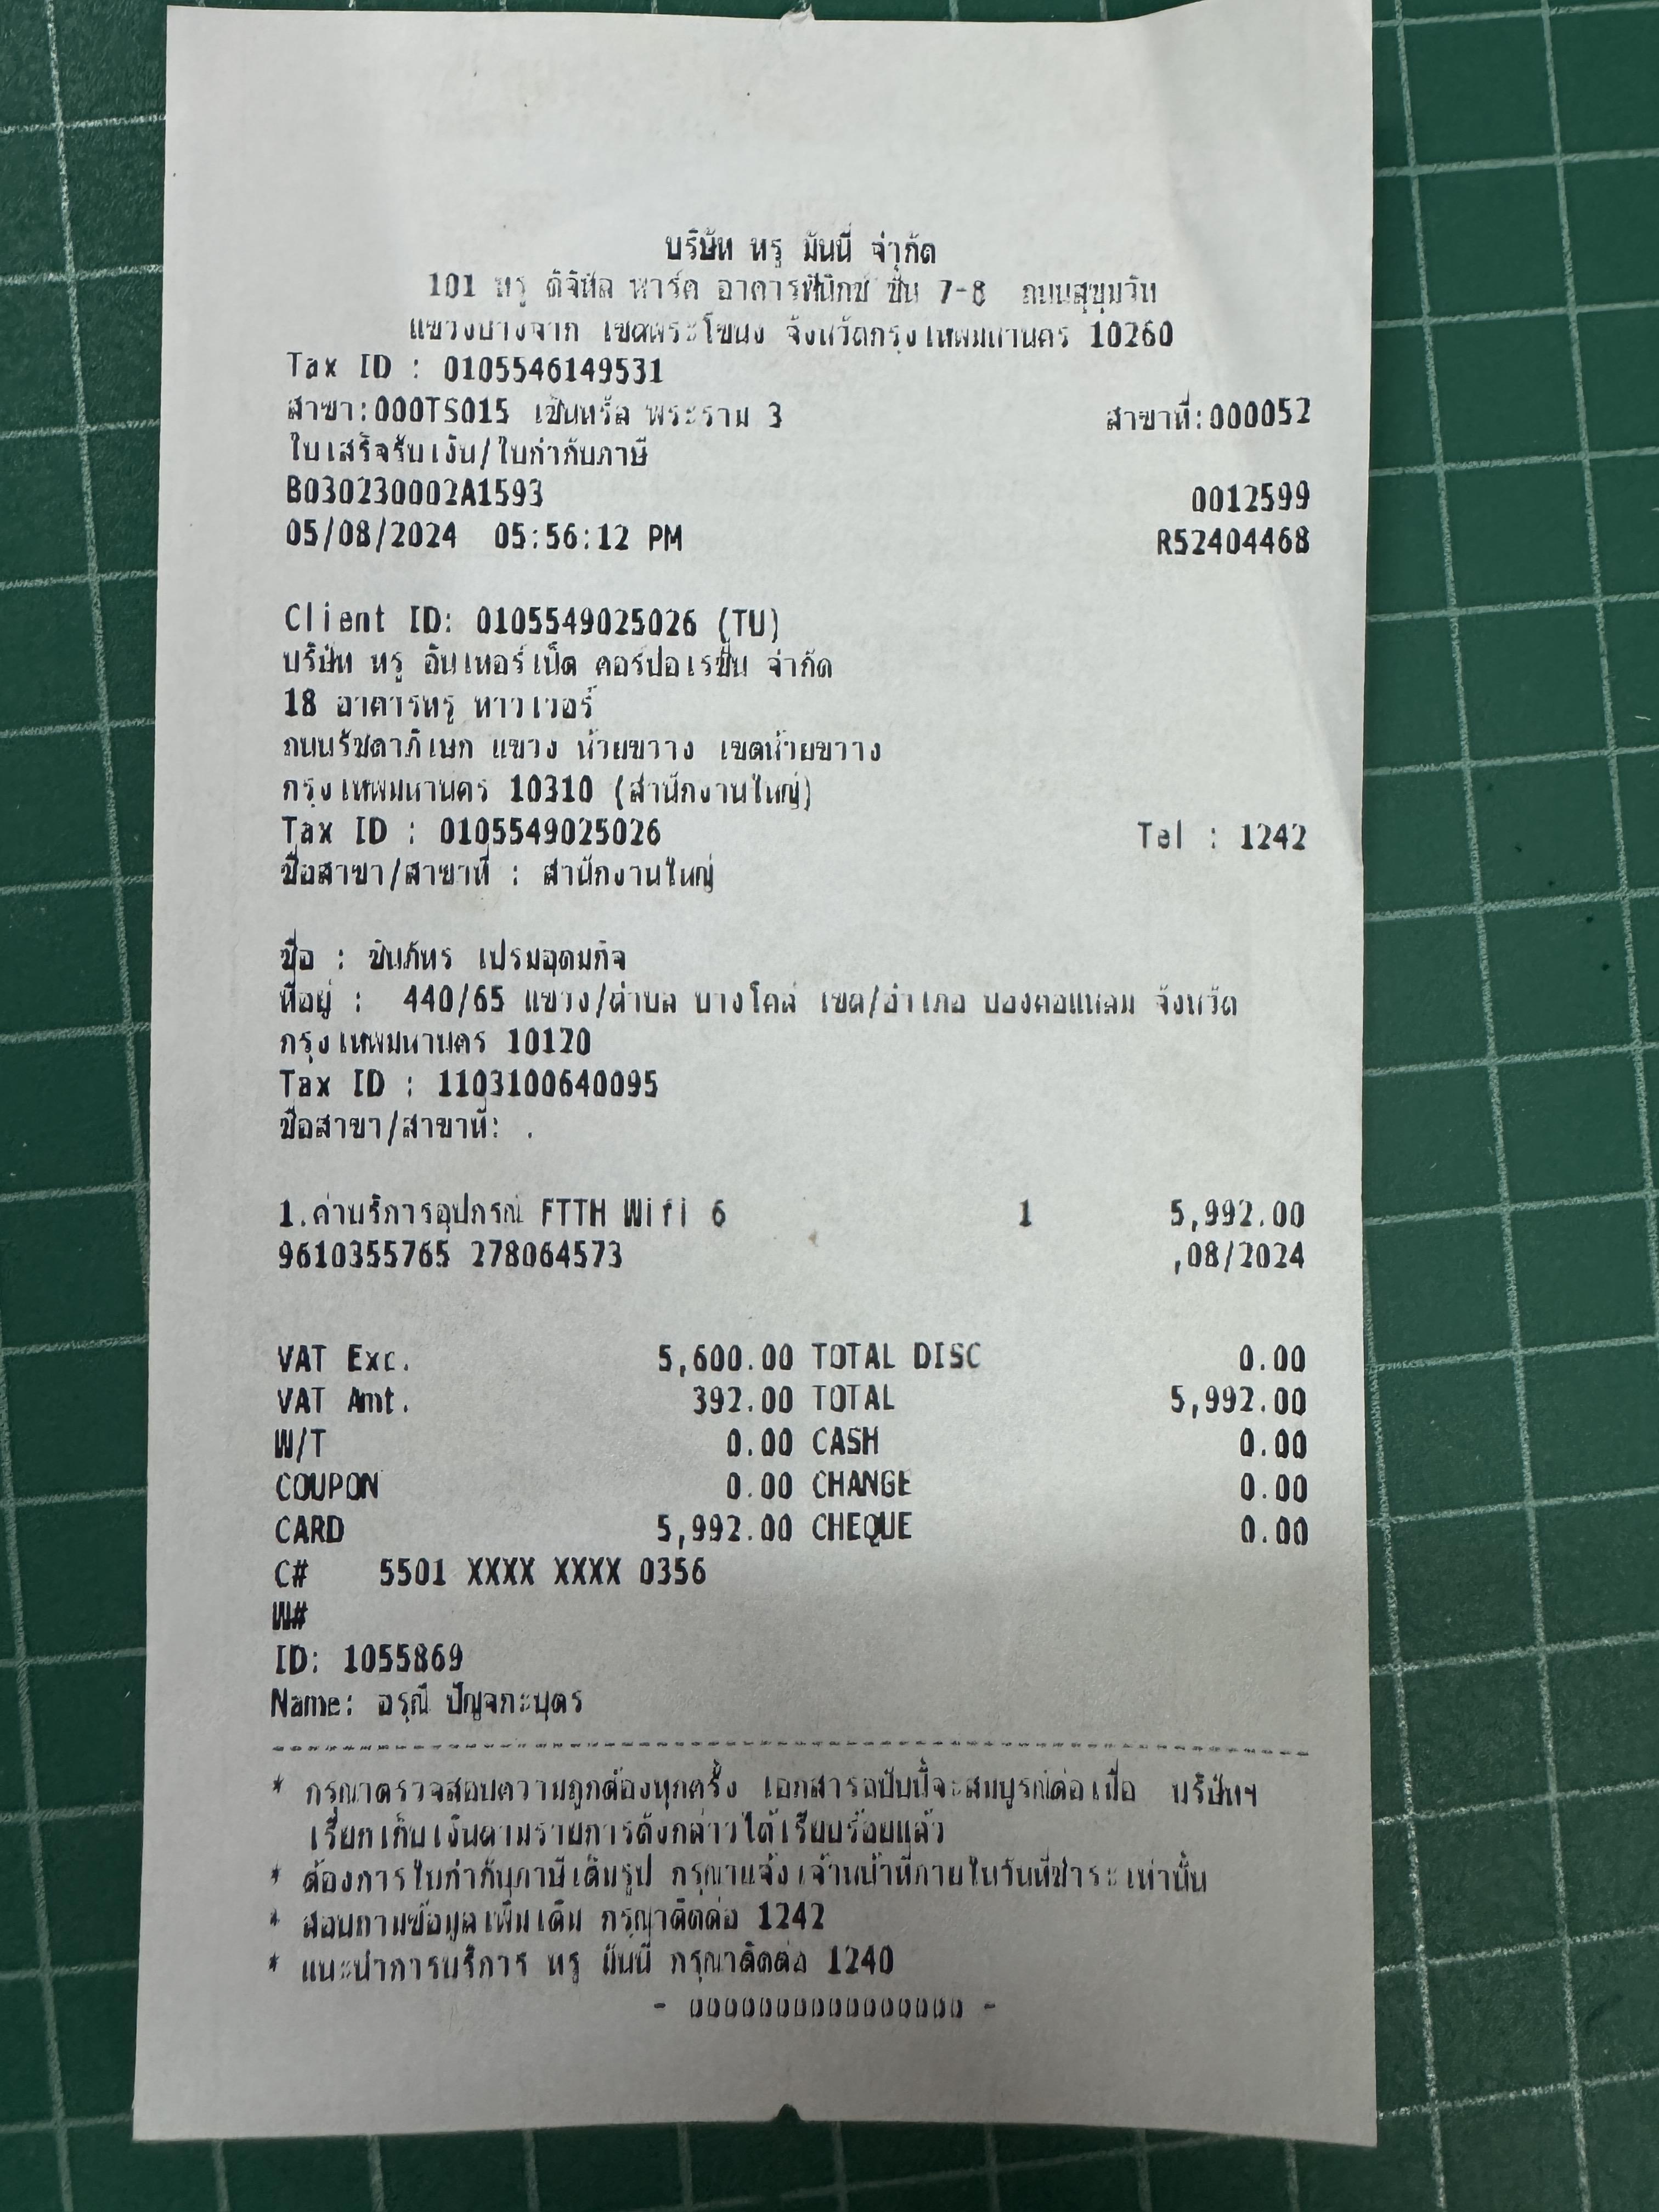 บริษัท ทรู มันนี่ จำกัด
101 ทรู ดิจิทัล พาร์ค อาคารฟีนิกซ์ ชั้น 7-8 ถนนสุขุมวิท
แขวงบางจาก เขตพระโขนง จังหวัดกรุงเทพมหานคร 10260
Tax ID : 0105546149531
สาขา:000TS015 เซ็นทรัล พระราม 3 สาขาที่:000052
ใบเสร็จรับเงิน/ใบกำกับภาษี
B030230002A1593 0012599
05/08/2024 05:56:12 PM R52404468
Client ID: 0105549025026 (TU)
บริษัท ทรู อินเทอร์เน็ต คอร์ปอเรชั่น จำกัด
18 อาคารทรู ทาวเวอร์
ถนนรัชดาภิเษก แขวง ห้วยขวาง เขตห้วยขวาง
กรุงเทพมหานคร 10310 (สำนักงานใหญ่)
Tax ID : 0105549025026 Tel : 1242
ชื่อสาขา/สาขาที่ : สำนักงานใหญ่
ชื่อ : ชินภัทร เปรมอุดมกิจ
ที่อยู่ : 440/65 แขวง/ตำบล บางโคล่ เขต/อำเภอ บางคอแหลม จังหวัด
กรุงเทพมหานคร 10120
Tax ID : 1103100640095
ชื่อสาขา/สาขาที่: .
1.ค่าบริการอุปกรณ์ FTTH Wifi 6 1 5,992.00
9610355765 278064573 ,08/2024
VAT Exc. 5,600.00 TOTAL DISC 0.00
VAT Amt. 392.00 TOTAL 5,992.00
W/T 0.00 CASH 0.00
COUPON 0.00 CHANGE 0.00
CARD 5,992.00 CHEQUE 0.00
C# 5501 XXXX XXXX 0356
W#
ID: 1055869
Name: อรุณี ปัญจกะบุตร
* กรุณาตรวจสอบความถูกต้องทุกครั้ง เอกสารฉบับนี้จะสมบูรณ์ต่อเมื่อ บริษัทฯ
เรียกเก็บเงินตามรายการดังกล่าวได้เรียบร้อยแล้ว
* ต้องการใบกำกับภาษีเต็มรูป กรุณาแจ้งเจ้าหน้าที่ภายในวันที่ชำระเท่านั้น
* สอบถามข้อมูลเพิ่มเติม กรุณาติดต่อ 1242
* แนะนำการบริการ ทรู มันนี่ กรุณาติดต่อ 1240